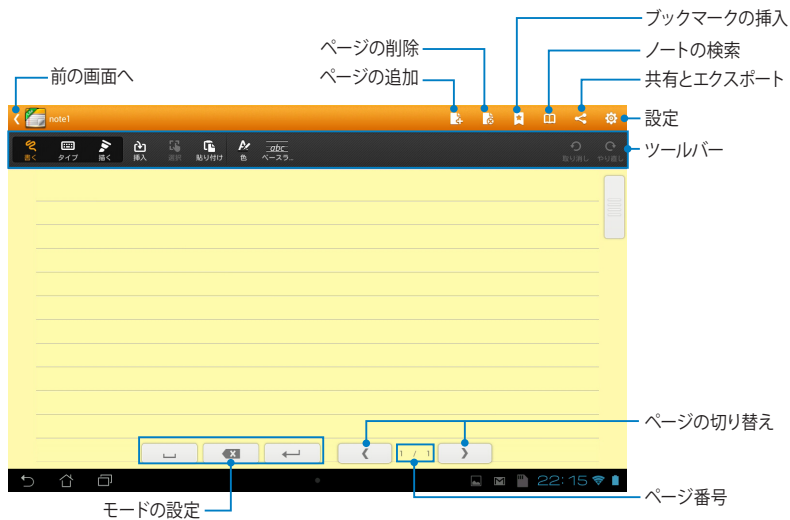 ブックマークの挿入
ページの削除
ノートの検索
前の画面へ
ページの追加
共有とエクスポート
note1
設定
書く
タイプ
描く
挿入
選択
貼り付け
色
abc
ベースラ...
取り消し
やり直し
ツールバー
ページの切り替え
1 / 1
22:15
モードの設定
ページ番号